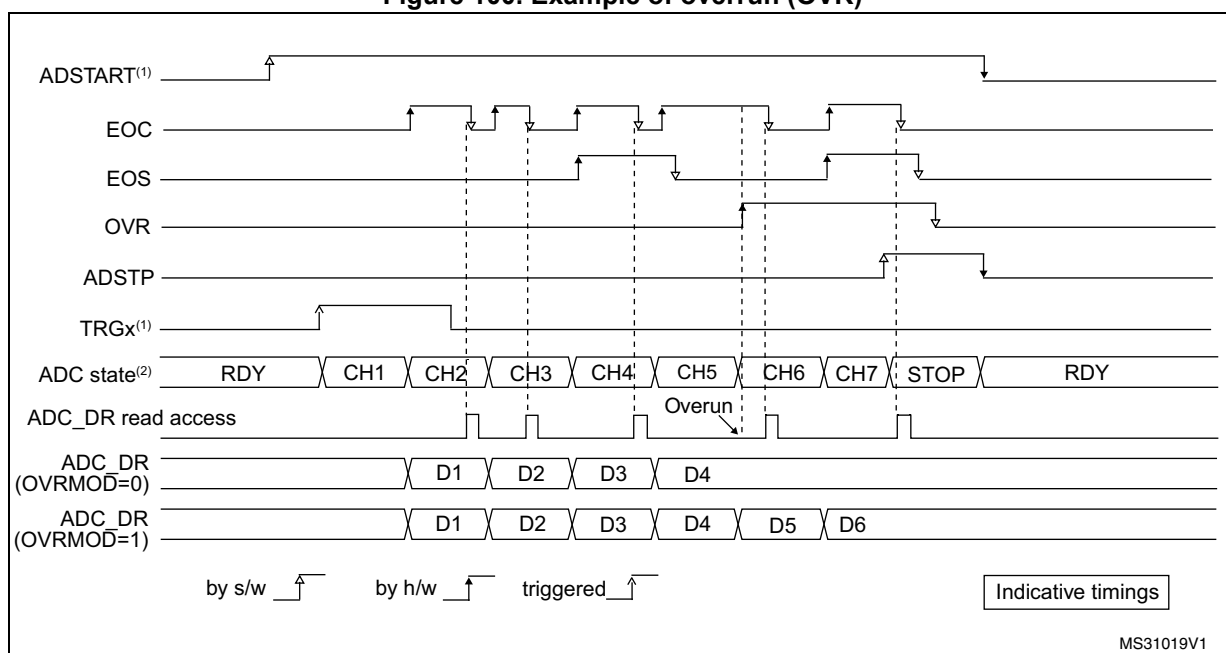 Figure 100. Example of overrun (OVR)
ADSTART(1)
EOC
EOS
OVR
ADSTP
TRGx(1)
ADC state(2) RDY CH1 CH2 CH3 CH4 CH5 CH6 CH7 STOP RDY
ADC_DR read access Overun
ADC_DR
(OVRMOD=0) D1 D2 D3 D4
ADC_DR
(OVRMOD=1) D1 D2 D3 D4 D5 D6
by s/w by h/w triggered Indicative timings
MS31019V1